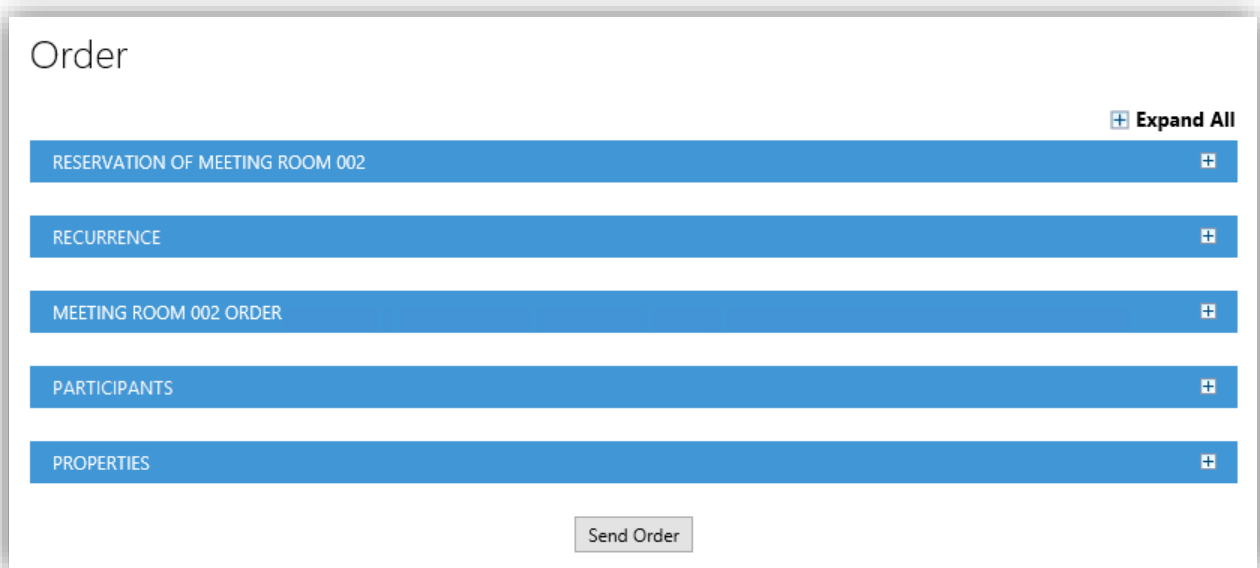 Order
Expand All
RESERVATION OF MEETING ROOM 002
RECURRENCE
MEETING ROOM 002 ORDER
PARTICIPANTS
PROPERTIES
Send Order